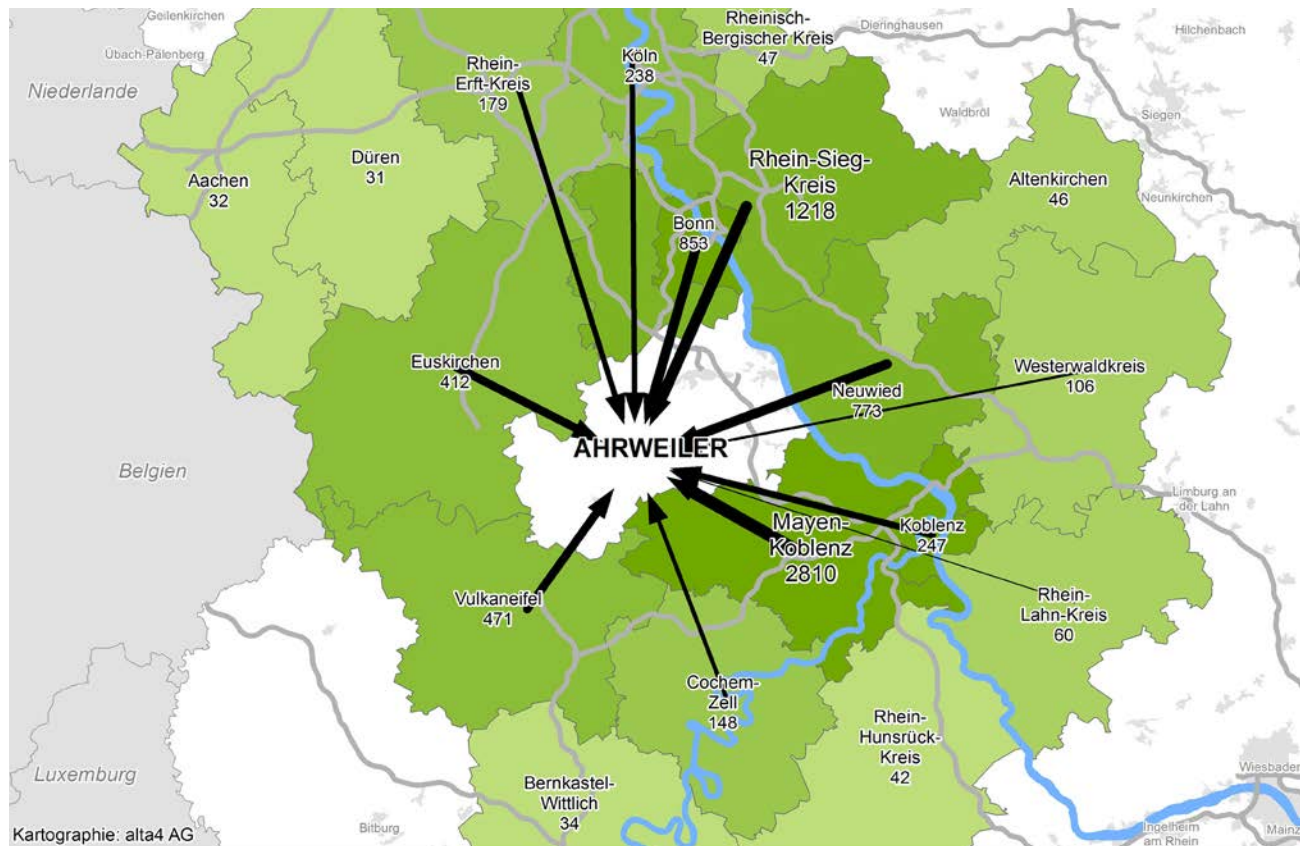 Geilenkirchen
Übach-Palenberg
Niederlande
Rhein-
Erft-Kreis
179
Köln
238
Rheinisch-
Bergischer Kreis
47
Dieringhausen
Hilchenbach
Siegen
Waldbröl
Neunkirchen
Aachen
32
Düren
31
Rhein-Sieg-
Kreis
1218
Altenkirchen
46
Bonn
853
Euskirchen
412
Neuwied
773
Westerwaldkreis
106
AHRWEILER
Belgien
Limburg an
der Lahn
Mayen-
Koblenz
2810
Koblenz
247
Vulkaneifel
471
Rhein-
Lahn-Kreis
60
Cochem-
Zell
148
Rhein-
Hunsrück-
Kreis
42
Luxemburg
Bernkastel-
Wittlich
34
Bitburg
Wiesbaden
Ingelheim
am Rhein
Mainz
Kartographie: alta4 AG